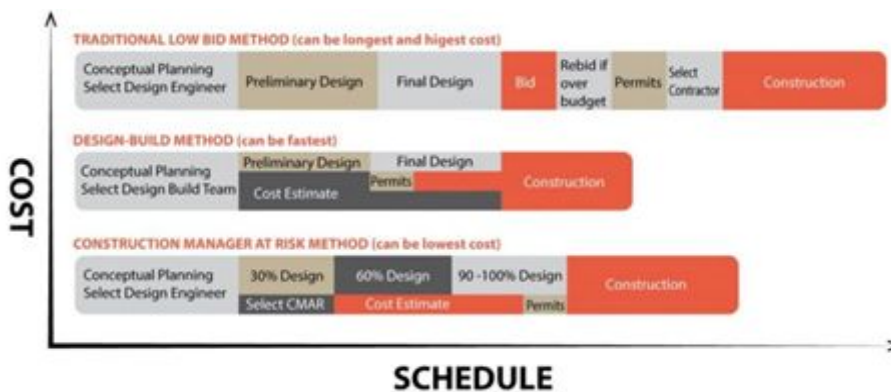 TRADITIONAL LOW BID METHOD (can be longest and higest cost)
Conceptual Planning
Select Design Engineer
Preliminary Design
Final Design
Bid
Rebid if
over
budget
Permits
Select
Contractor
Construction
DESIGN-BUILD METHOD (can be fastest)
Conceptual Planning
Select Design Build Team
Preliminary Design
Final Design
Cost Estimate
Permits
Construction
CONSTRUCTION MANAGER AT RISK METHOD (can be lowest cost)
Conceptual Planning
Select Design Engineer
30% Design
60% Design
90 -100% Design
Select CMAR
Cost Estimate
Permits
Construction
COST
SCHEDULE